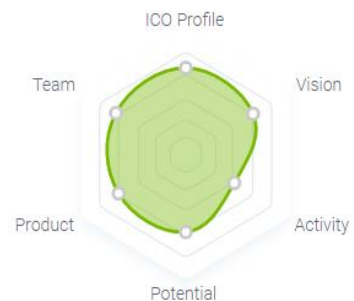 ICO Profile
Team
Vision
Product
Activity
Potential